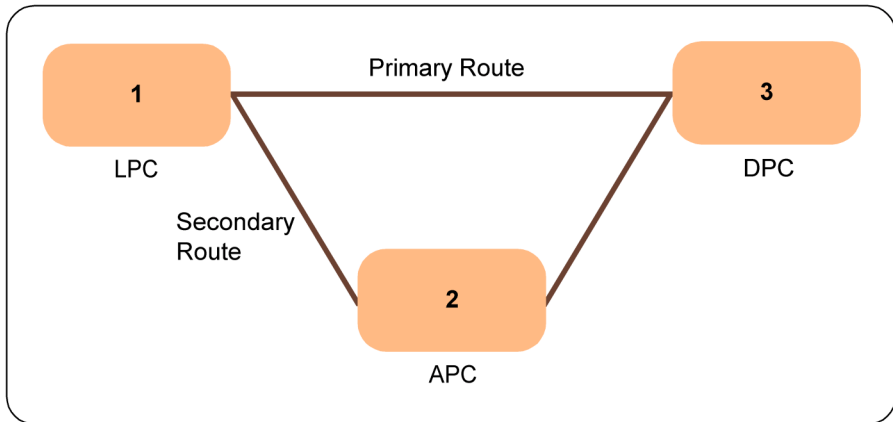 Primary Route
1
3
LPC
DPC
Secondary
Route
2
APC